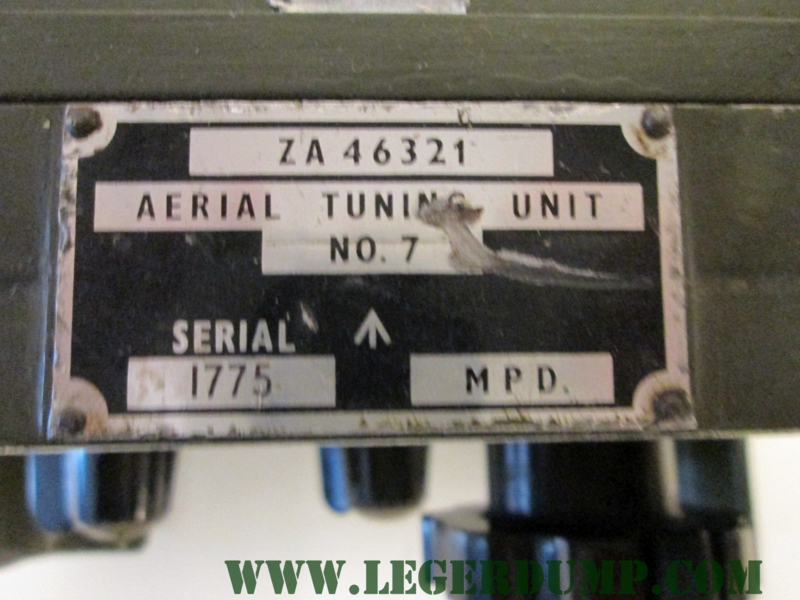 ZA 46321
AERIAL TUNING UNIT
NO. 7
SERIAL
1775 MPD.
WWW.LEGERDUMP.COM